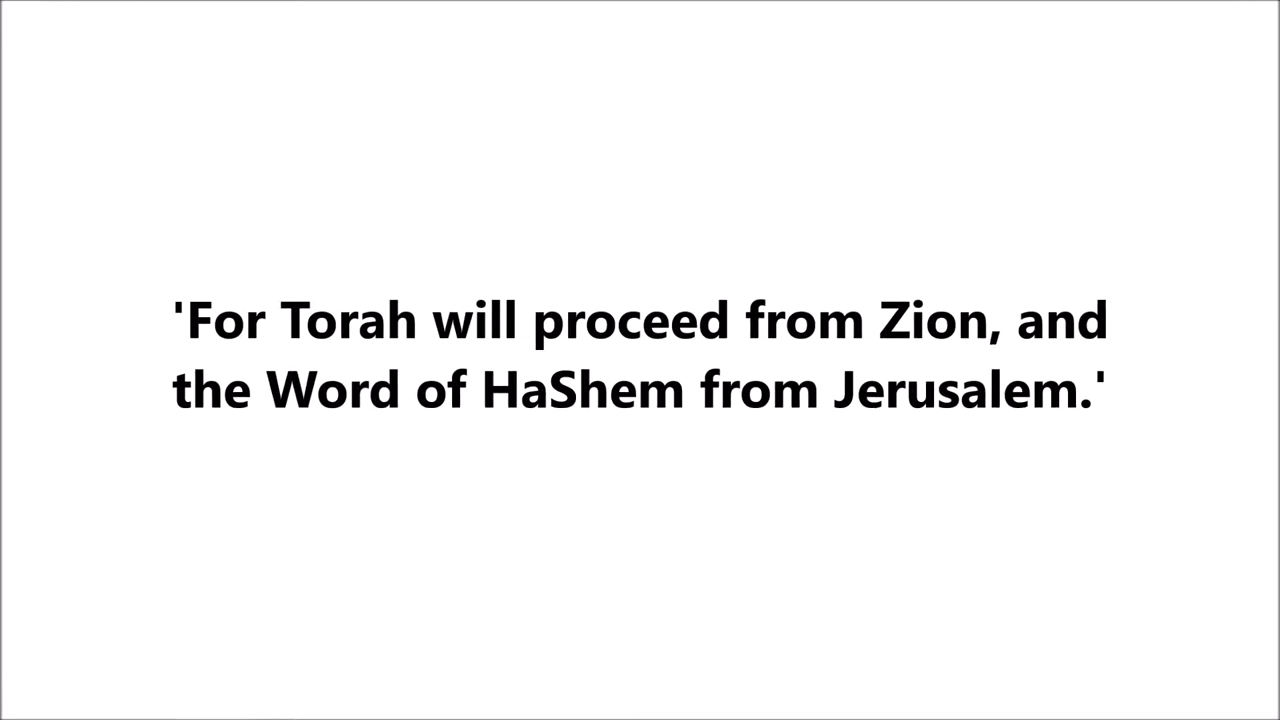 'For Torah will proceed from Zion, and
the Word of HaShem from Jerusalem.'